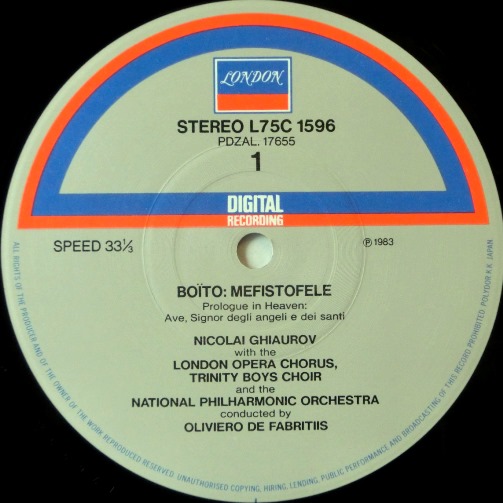 LONDON
STEREO L75C 1596
PDZAL. 17655
1
DIGITAL
RECORDING
SPEED 33⅓
℗ 1983
BOÏTO: MEFISTOFELE
Prologue in Heaven:
Ave, Signor degli angeli e dei santi
NICOLAI GHIAUROV
with the
LONDON OPERA CHORUS,
TRINITY BOYS CHOIR
and the
NATIONAL PHILHARMONIC ORCHESTRA
conducted by
OLIVIERO DE FABRITIIS
ALL RIGHTS OF THE PRODUCER AND OF THE OWNER OF THE WORK REPRODUCED RESERVED. UNAUTHORISED COPYING, HIRING, LENDING, PUBLIC PERFORMANCE AND BROADCASTING OF THIS RECORD PROHIBITED. POLYDOR K.K. JAPAN